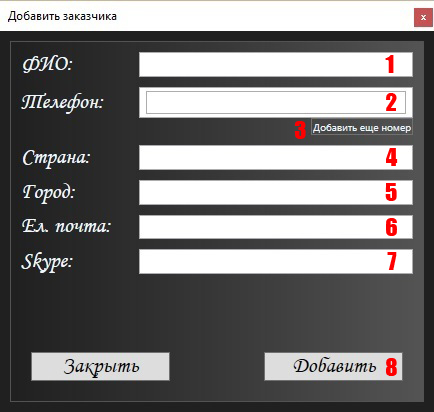 Добавить заказчика x
ФИО: 1
Телефон: 2
3 Добавить еще номер
Страна: 4
Город: 5
Ел. почта: 6
Skype: 7
Закрыть Добавить 8